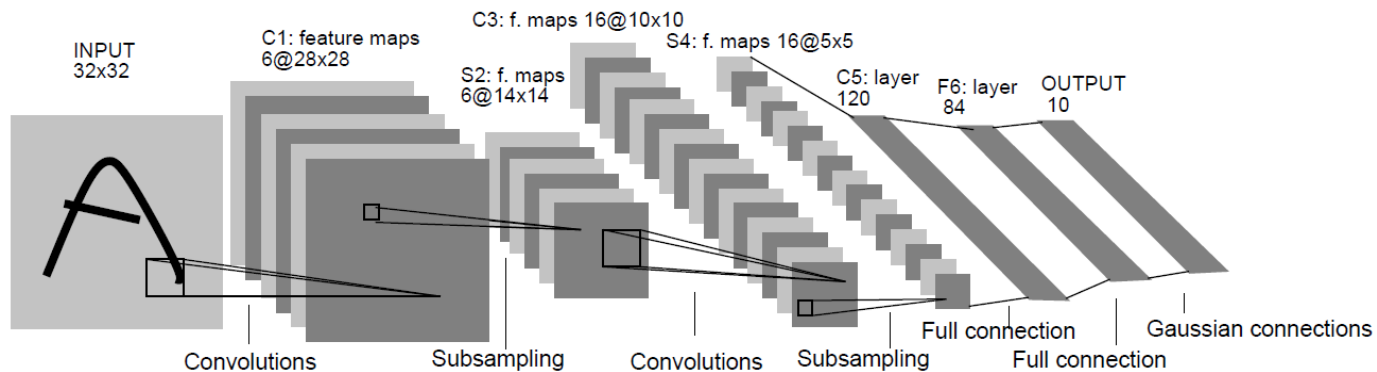 INPUT
32x32
C1: feature maps
6@28x28
S2: f. maps
6@14x14
C3: f. maps 16@10x10
S4: f. maps 16@5x5
C5: layer
120
F6: layer
84
OUTPUT
10
Convolutions
Subsampling
Convolutions
Subsampling
Full connection
Full connection
Gaussian connections